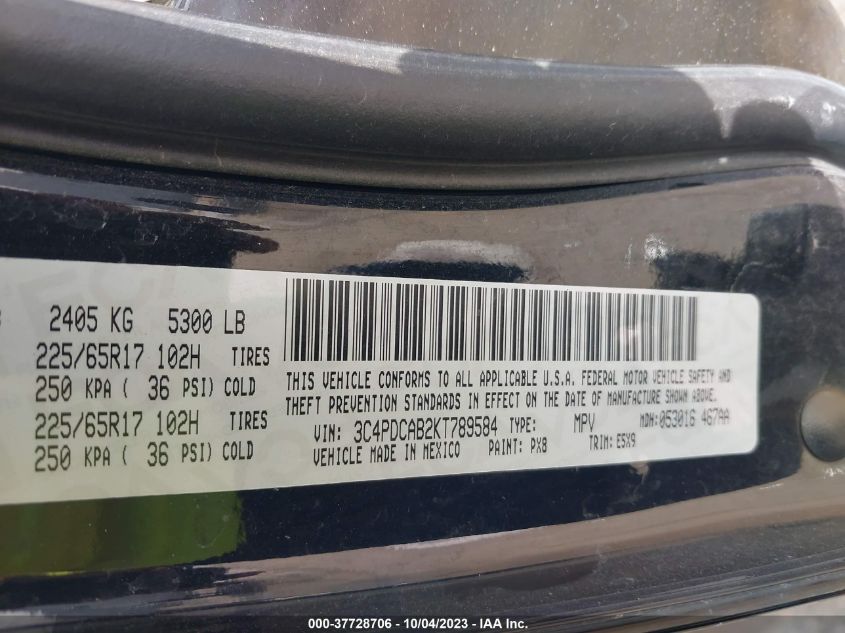 2405 KG 5300 LB
225/65R17 102H TIRES
250 KPA ( 36 PSI) COLD
225/65R17 102H TIRES
250 KPA ( 36 PSI) COLD
THIS VEHICLE CONFORMS TO ALL APPLICABLE U.S.A. FEDERAL MOTOR VEHICLE SAFETY AND
THEFT PREVENTION STANDARDS IN EFFECT ON THE DATE OF MANUFACTURE SHOWN ABOVE.
VIN: 3C4PDCAB2KT789584 TYPE: MPV MDH: 053016 467AA
VEHICLE MADE IN MEXICO PAINT: PX8 TRIM: E5X9
000-37728706 - 10/04/2023 - IAA Inc.